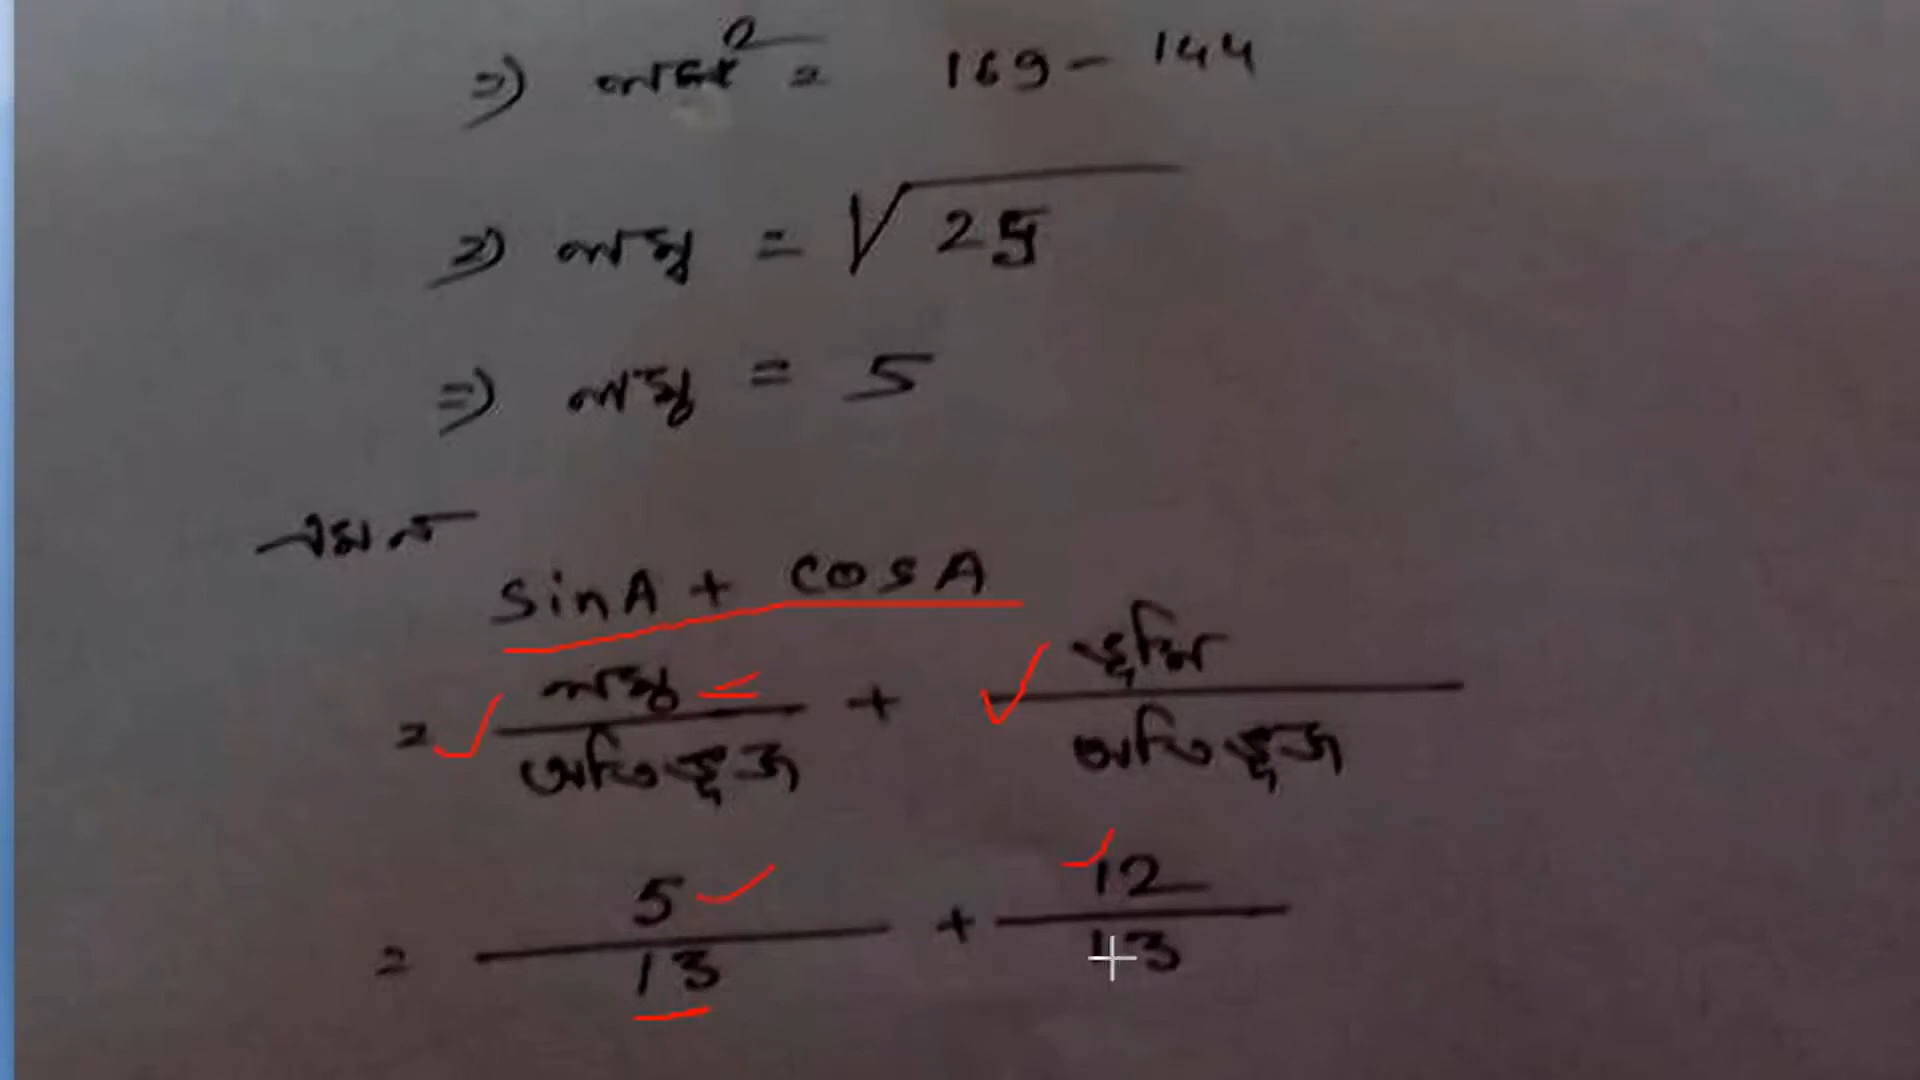 ⇒ লম্ব² = 169 - 144
⇒ লম্ব = √25
⇒ লম্ব = 5
এখন
sinA + cosA
= লম্ব/অতিভূজ + ভূমি/অতিভূজ
= 5/13 + 12/13